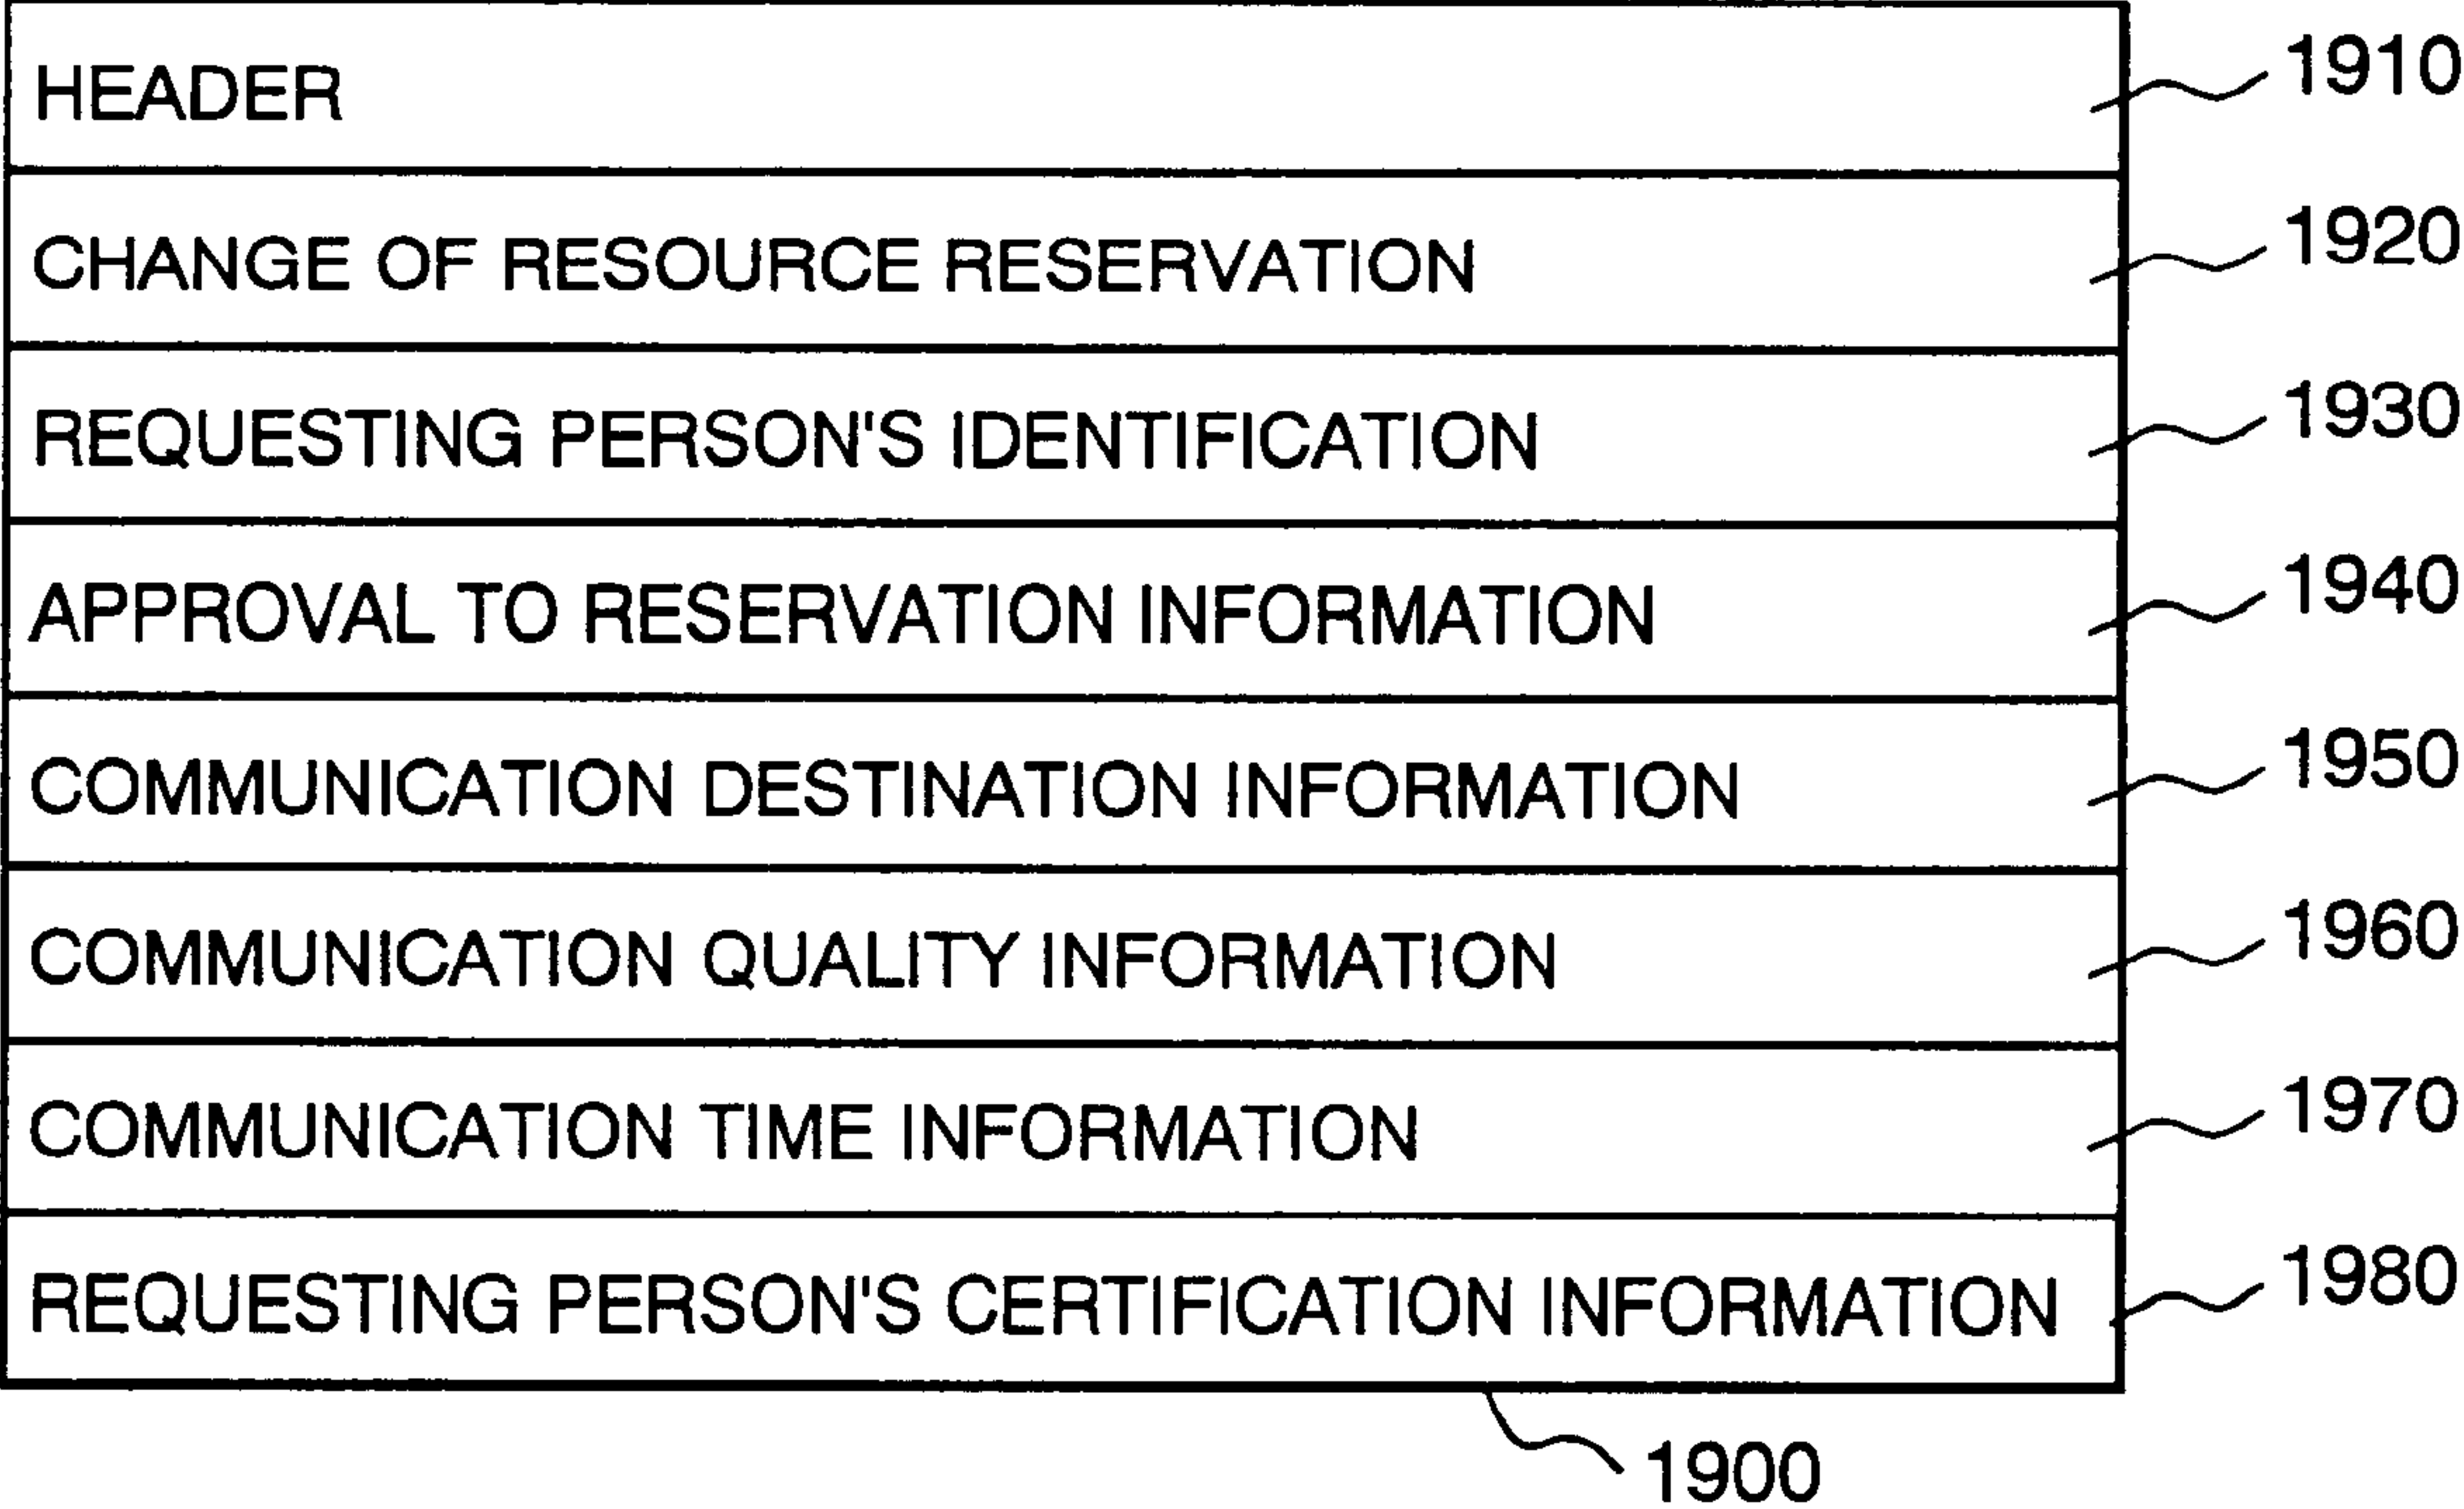 HEADER 1910
CHANGE OF RESOURCE RESERVATION 1920
REQUESTING PERSON'S IDENTIFICATION 1930
APPROVAL TO RESERVATION INFORMATION 1940
COMMUNICATION DESTINATION INFORMATION 1950
COMMUNICATION QUALITY INFORMATION 1960
COMMUNICATION TIME INFORMATION 1970
REQUESTING PERSON'S CERTIFICATION INFORMATION 1980
1900